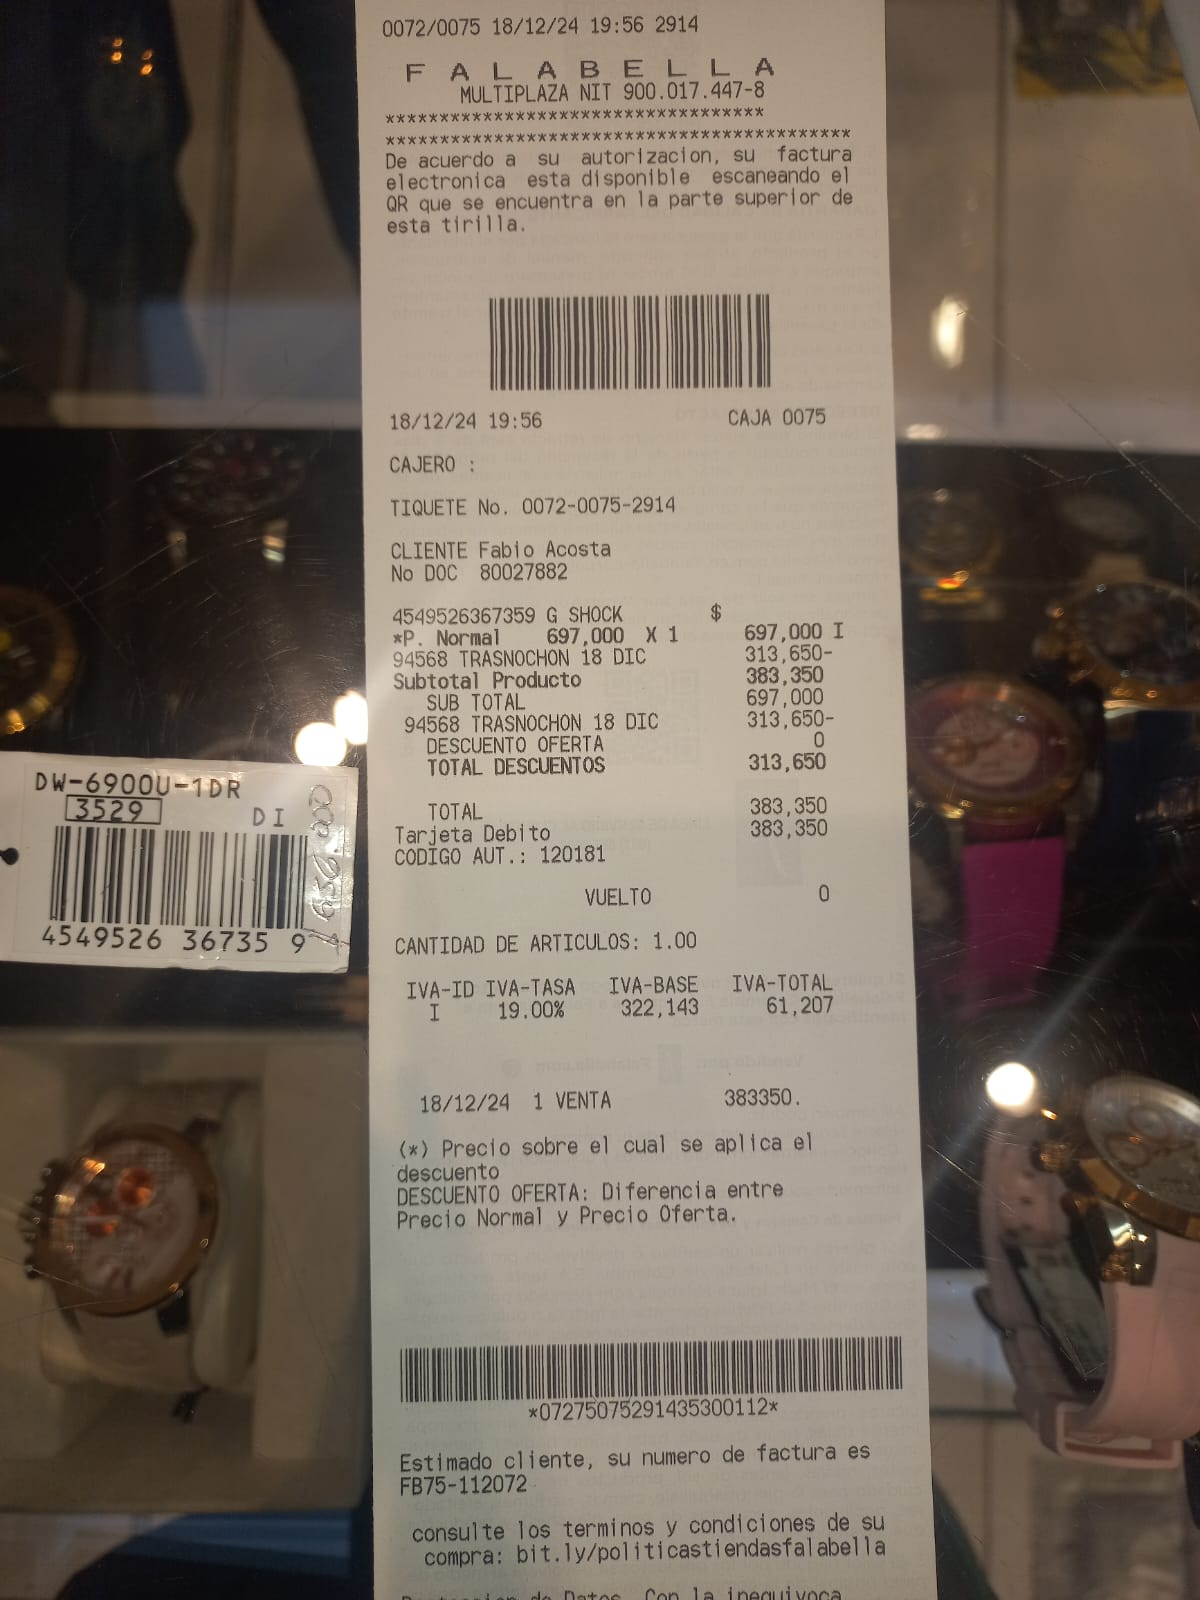 0072/0075 18/12/24 19:56 2914
F A L A B E L L A
MULTIPLAZA NIT 900.017.447-8
***********************************
*******************************************
De acuerdo a su autorizacion, su factura
electronica esta disponible escaneando el
QR que se encuentra en la parte superior de
esta tirilla.
18/12/24 19:56 CAJA 0075
CAJERO :
TIQUETE No. 0072-0075-2914
CLIENTE Fabio Acosta
No DOC 80027882
4549526367359 G SHOCK $
*P. Normal 697,000 X 1 697,000 I
94568 TRASNOCHON 18 DIC 313,650-
Subtotal Producto 383,350
SUB TOTAL 697,000
94568 TRASNOCHON 18 DIC 313,650-
DESCUENTO OFERTA 0
TOTAL DESCUENTOS 313,650
TOTAL 383,350
Tarjeta Debito 383,350
CODIGO AUT.: 120181
VUELTO 0
CANTIDAD DE ARTICULOS: 1.00
IVA-ID IVA-TASA IVA-BASE IVA-TOTAL
I 19.00% 322,143 61,207
18/12/24 1 VENTA 383350.
(*) Precio sobre el cual se aplica el
descuento
DESCUENTO OFERTA: Diferencia entre
Precio Normal y Precio Oferta.
*07275075291435300112*
Estimado cliente, su numero de factura es
FB75-112072
consulte los terminos y condiciones de su
compra: bit.ly/politicastiendasfalabella
Proteccion de Datos. Con la inequivoca
DW-6900U-1DR
3529 DI
4549526 36735 9